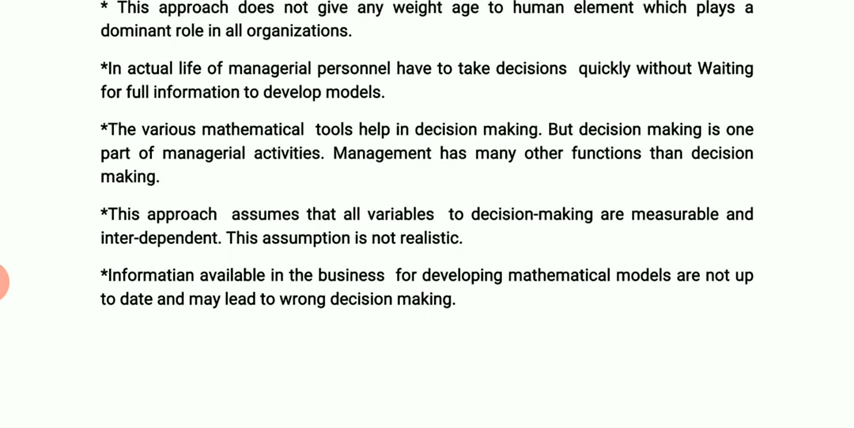 * This approach does not give any weight age to human element which plays a
dominant role in all organizations.
*In actual life of managerial personnel have to take decisions quickly without Waiting
for full information to develop models.
*The various mathematical tools help in decision making. But decision making is one
part of managerial activities. Management has many other functions than decision
making.
*This approach assumes that all variables to decision-making are measurable and
inter-dependent. This assumption is not realistic.
*Informatian available in the business for developing mathematical models are not up
to date and may lead to wrong decision making.